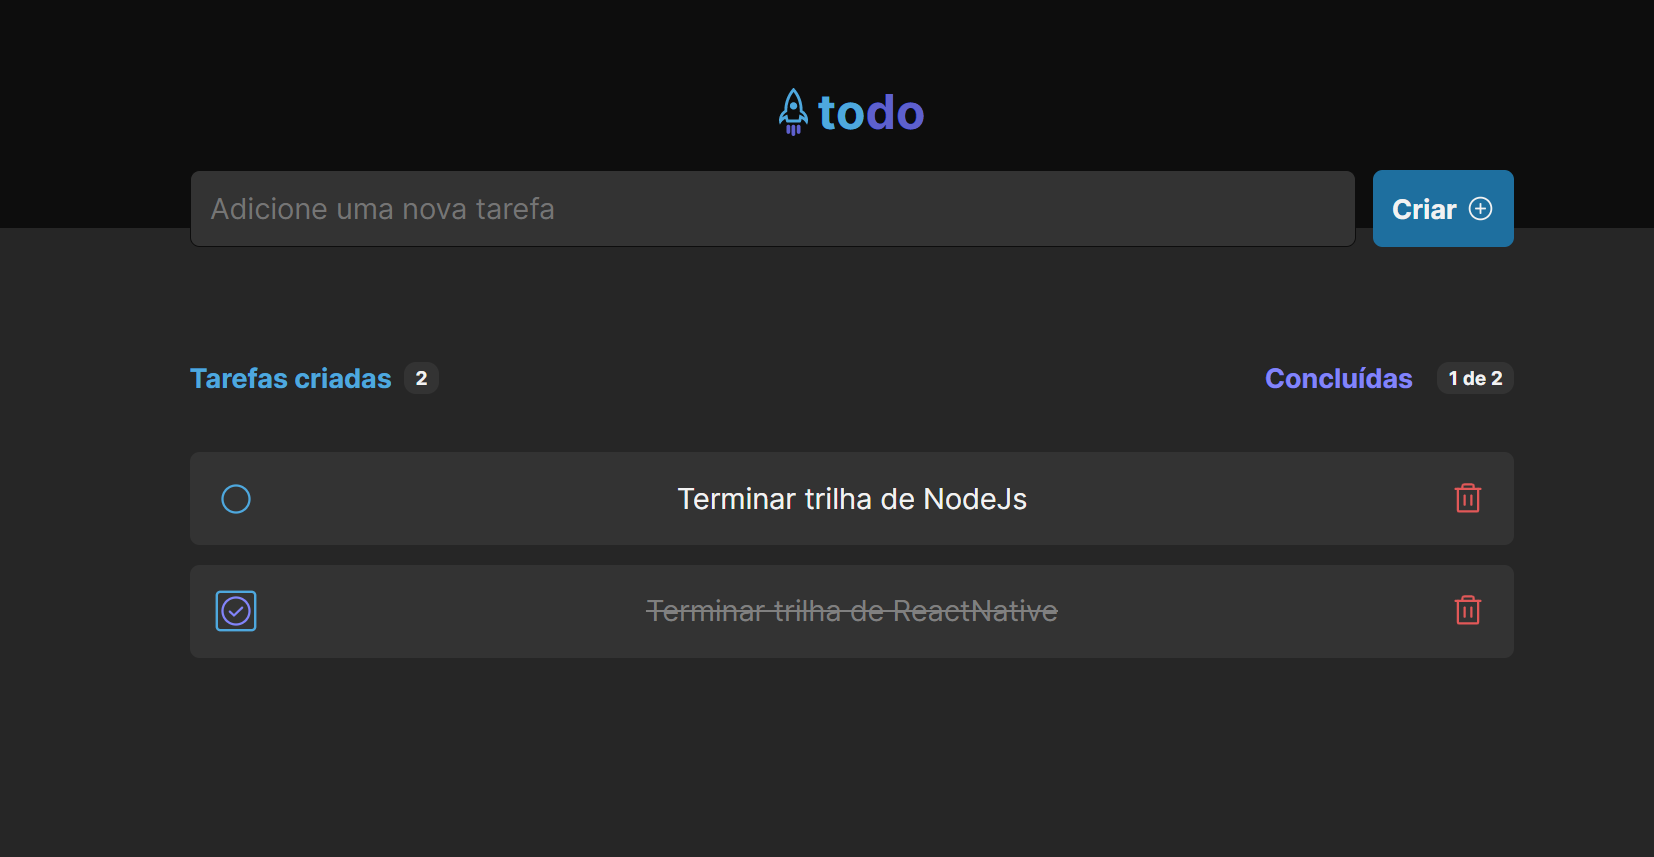 todo
Adicione uma nova tarefa
Criar
Tarefas criadas 2
Concluídas 1 de 2
Terminar trilha de NodeJs
Terminar trilha de ReactNative